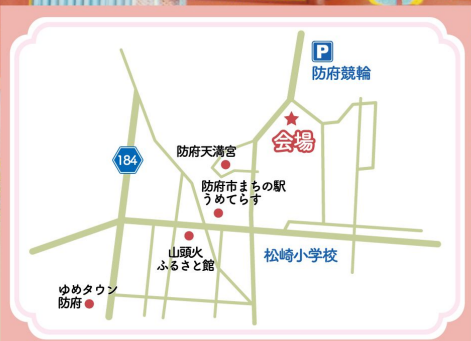 P
防府競輪
会場
184
防府天満宮
防府市まちの駅
うめてらす
山頭火
ふるさと館
松崎小学校
ゆめタウン
防府